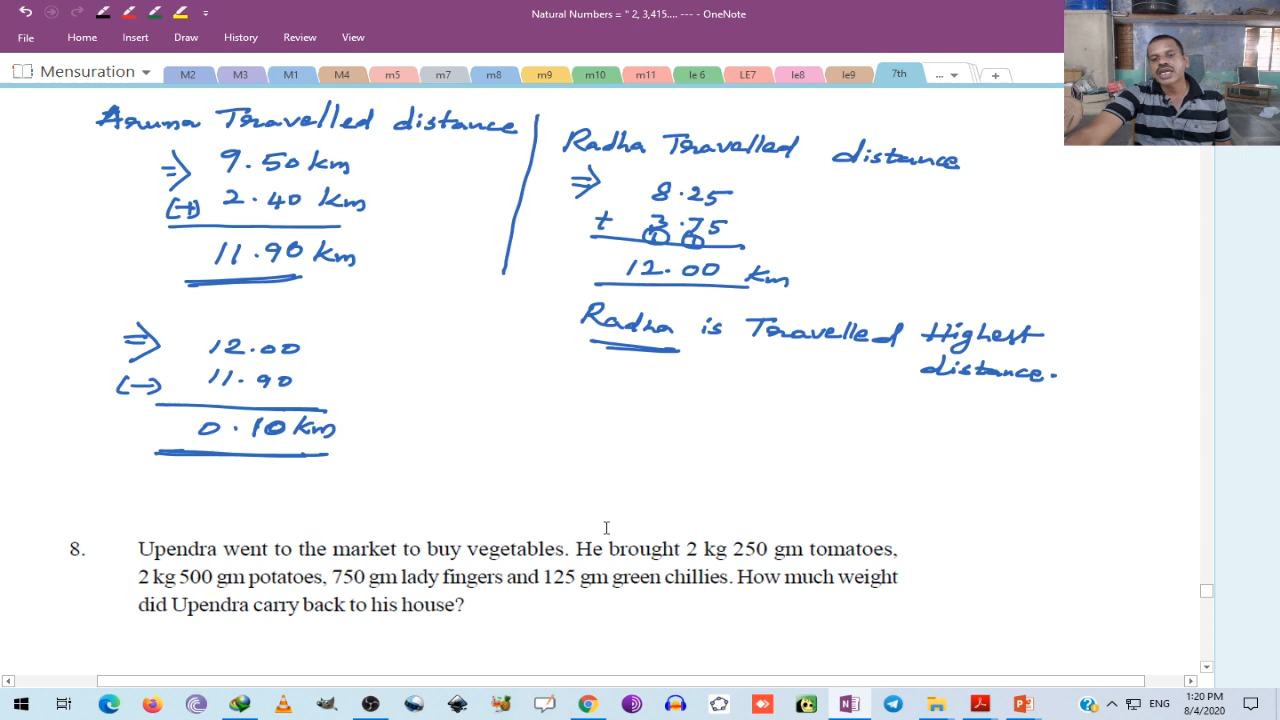 Natural Numbers = " 2, 3,415.... --- - OneNote
File Home Insert Draw History Review View
Mensuration M2 M3 M1 M4 m5 m7 m8 m9 m10 m11 le 6 LE7 le8 le9 7th ... +
Aruna Travelled distance
⇒ 9.50 km
(+) 2.40 km
11.90 km
⇒ 12.00
(-) 11.90
0.10 km
Radha Travelled distance
⇒ 8.25
+ 3.75
1 1
12.00 km
Radha is Travelled Highest
distance.
8. Upendra went to the market to buy vegetables. He brought 2 kg 250 gm tomatoes,
2 kg 500 gm potatoes, 750 gm lady fingers and 125 gm green chillies. How much weight
did Upendra carry back to his house?
ENG
1:20 PM
8/4/2020